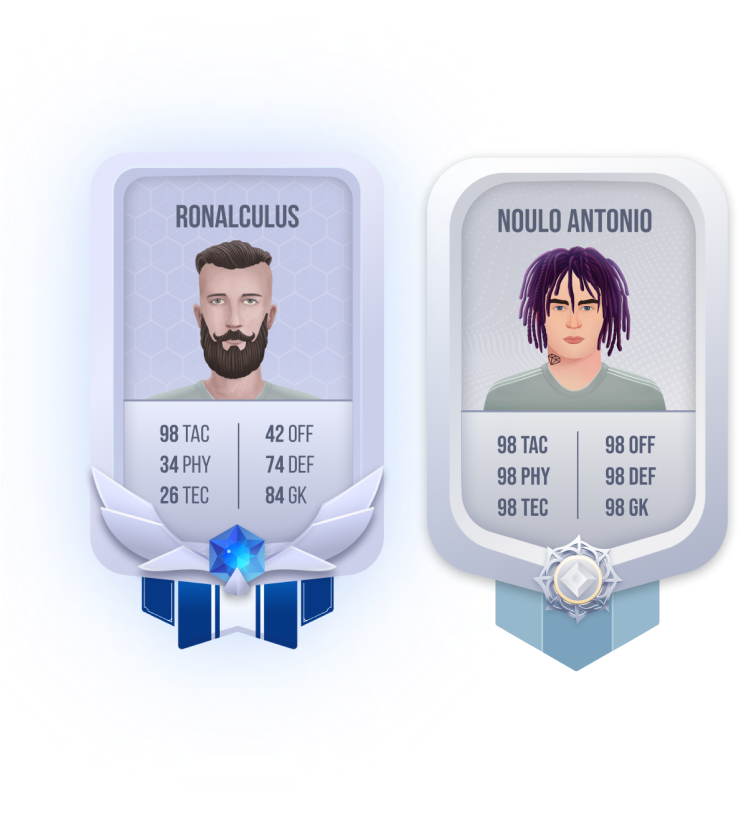 RONALCULUS
98 TAC 42 OFF
34 PHY 74 DEF
26 TEC 84 GK
NOULO ANTONIO
98 TAC 98 OFF
98 PHY 98 DEF
98 TEC 98 GK